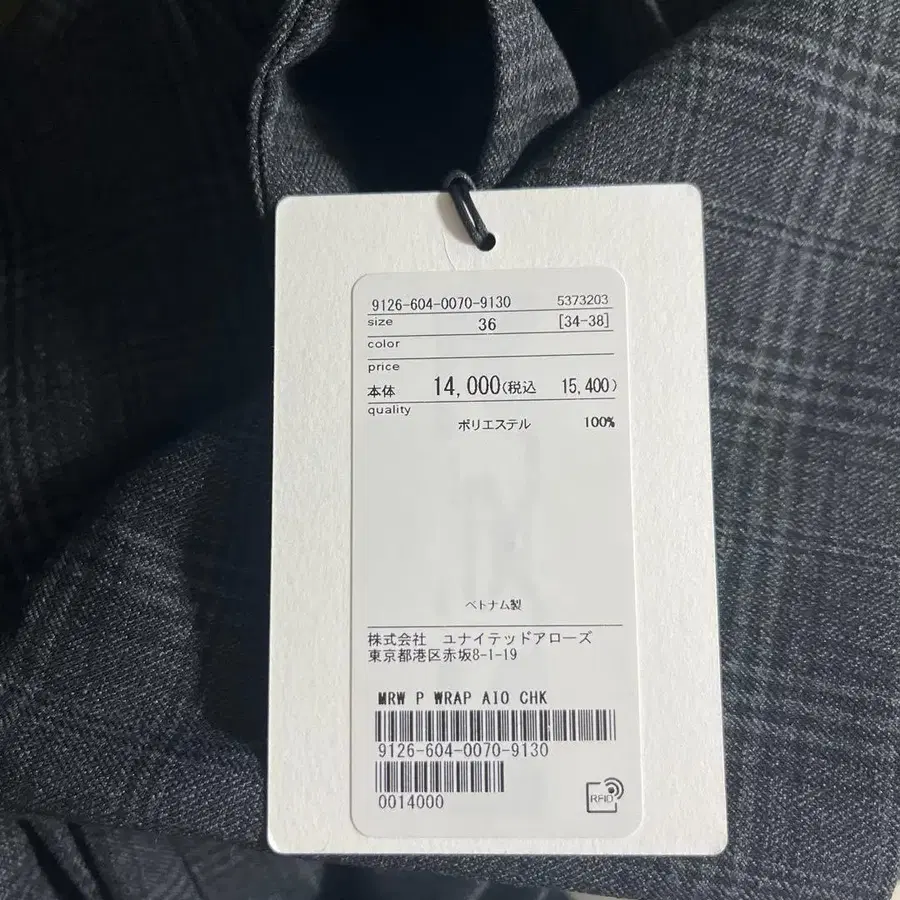 9126-604-0070-9130 5373203
size 36 [34-38]
color
price
本体 14,000(税込 15,400)
quality
ポリエステル 100%
ベトナム製
株式会社 ユナイテッドアローズ
東京都港区赤坂8-1-19
MRW P WRAP AIO CHK
9126-604-0070-9130
0014000
RFID